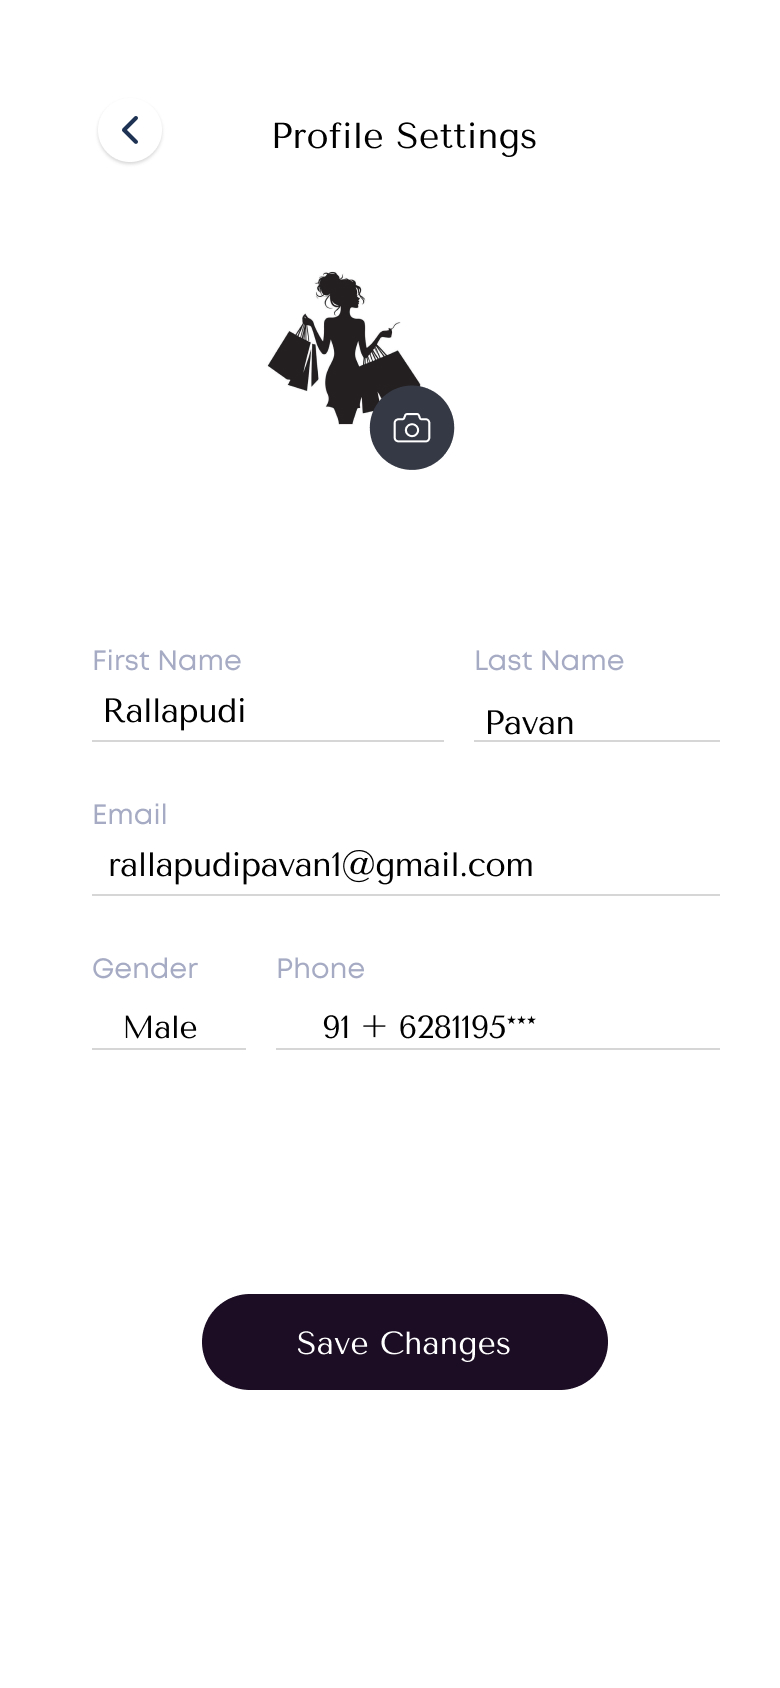 Profile Settings
First Name Last Name
Rallapudi Pavan
Email
rallapudipavan1@gmail.com
Gender Phone
Male 91 + 6281195***
Save Changes